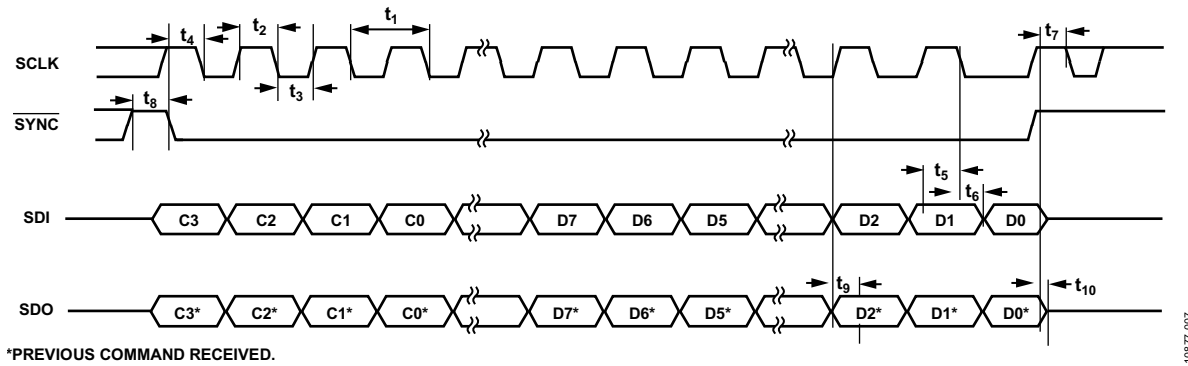 t4 t2 t1 t7
SCLK
t8 t3
SYNC
t5
t6
SDI C3 C2 C1 C0 D7 D6 D5 D2 D1 D0
t9
t10
SDO C3* C2* C1* C0* D7* D6* D5* D2* D1* D0*
*PREVIOUS COMMAND RECEIVED.